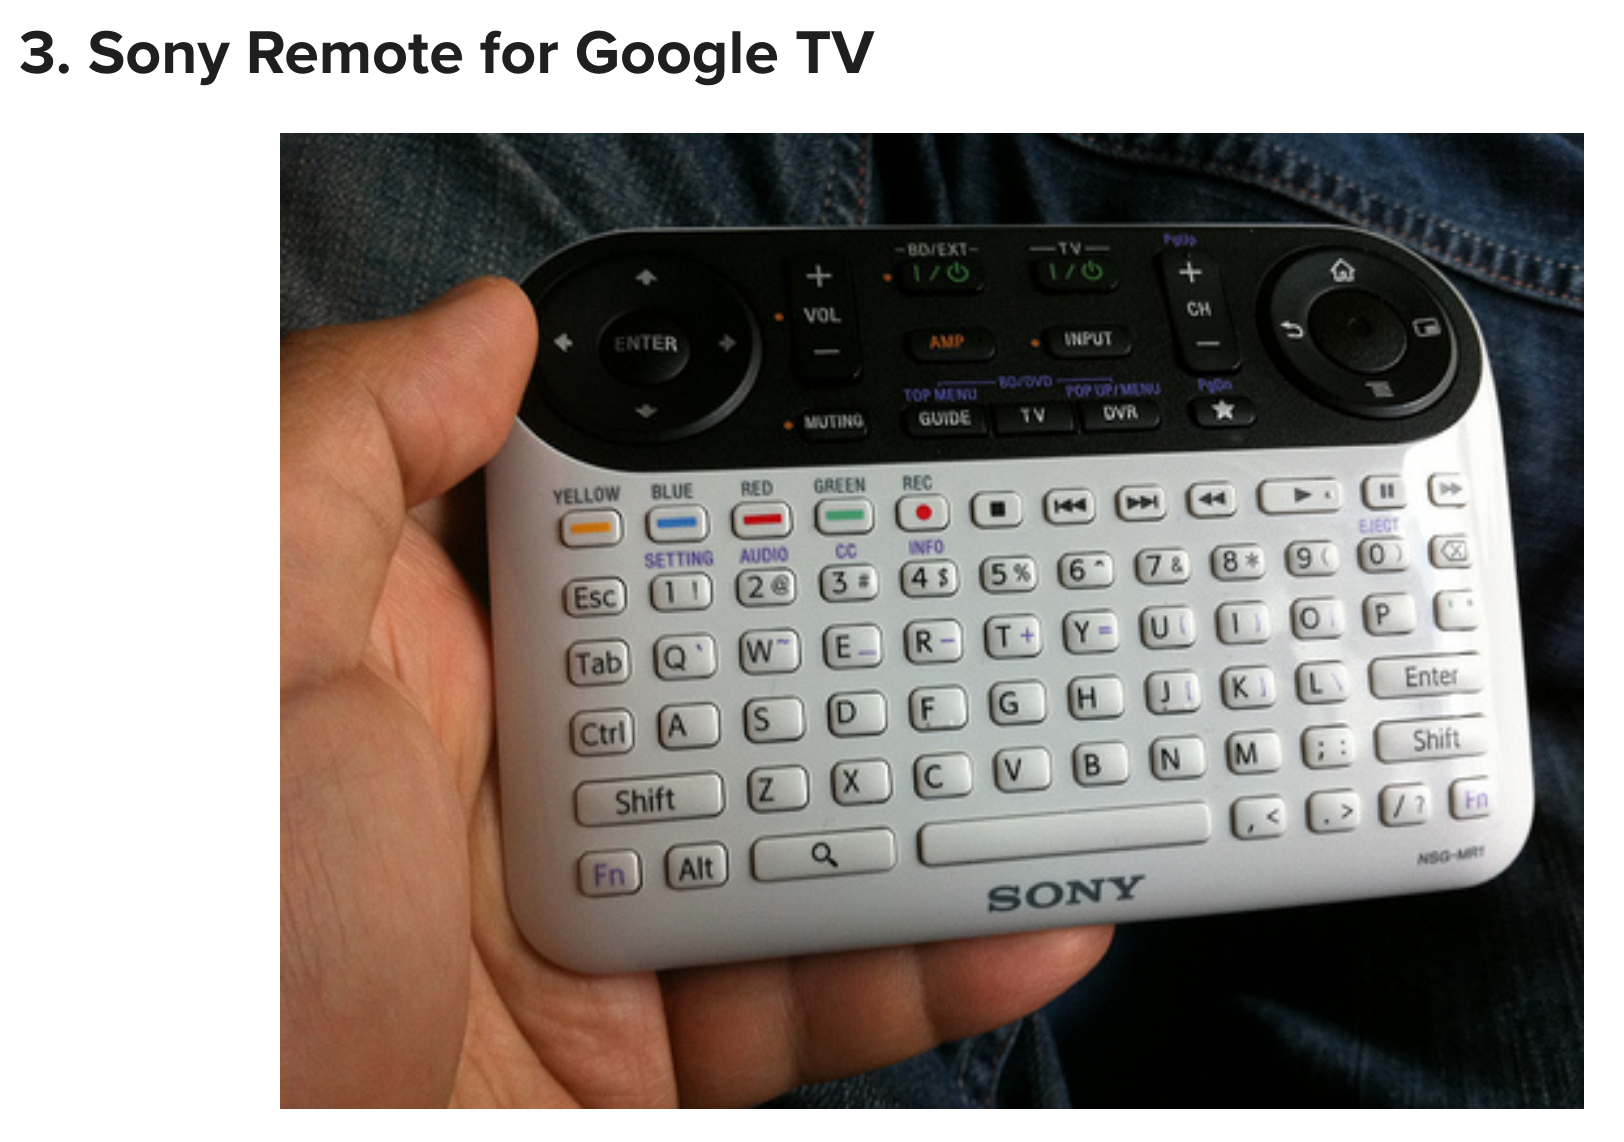 3. Sony Remote for Google TV
BD/EXT TV PgUp
+ I/⏻ I/⏻ +
VOL CH
ENTER AMP INPUT
− −
BD/DVD
TOP MENU POP UP/MENU PgDn
MUTING GUIDE TV DVR ★
YELLOW BLUE RED GREEN REC
SETTING AUDIO CC INFO EJECT
Esc 1 ! 2 @ 3 # 4 $ 5 % 6 ^ 7 & 8 * 9 ( 0 )
Tab Q ` W ~ E _ R - T + Y = U I O P
Ctrl A S D F G H J [ K ] L \ Enter
Shift Z X C V B N M ; : Shift
Fn Alt , < . > / ? Fn
NSG-MR1
SONY